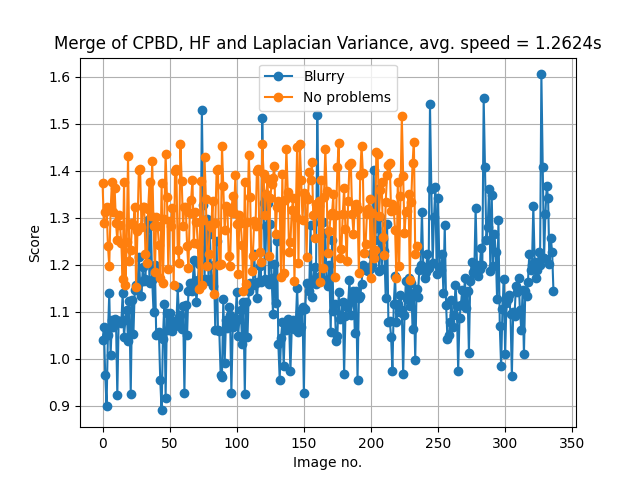 Merge of CPBD, HF and Laplacian Variance, avg. speed = 1.2624s
Blurry
No problems
Score
1.6
1.5
1.4
1.3
1.2
1.1
1.0
0.9
0 50 100 150 200 250 300 350
Image no.